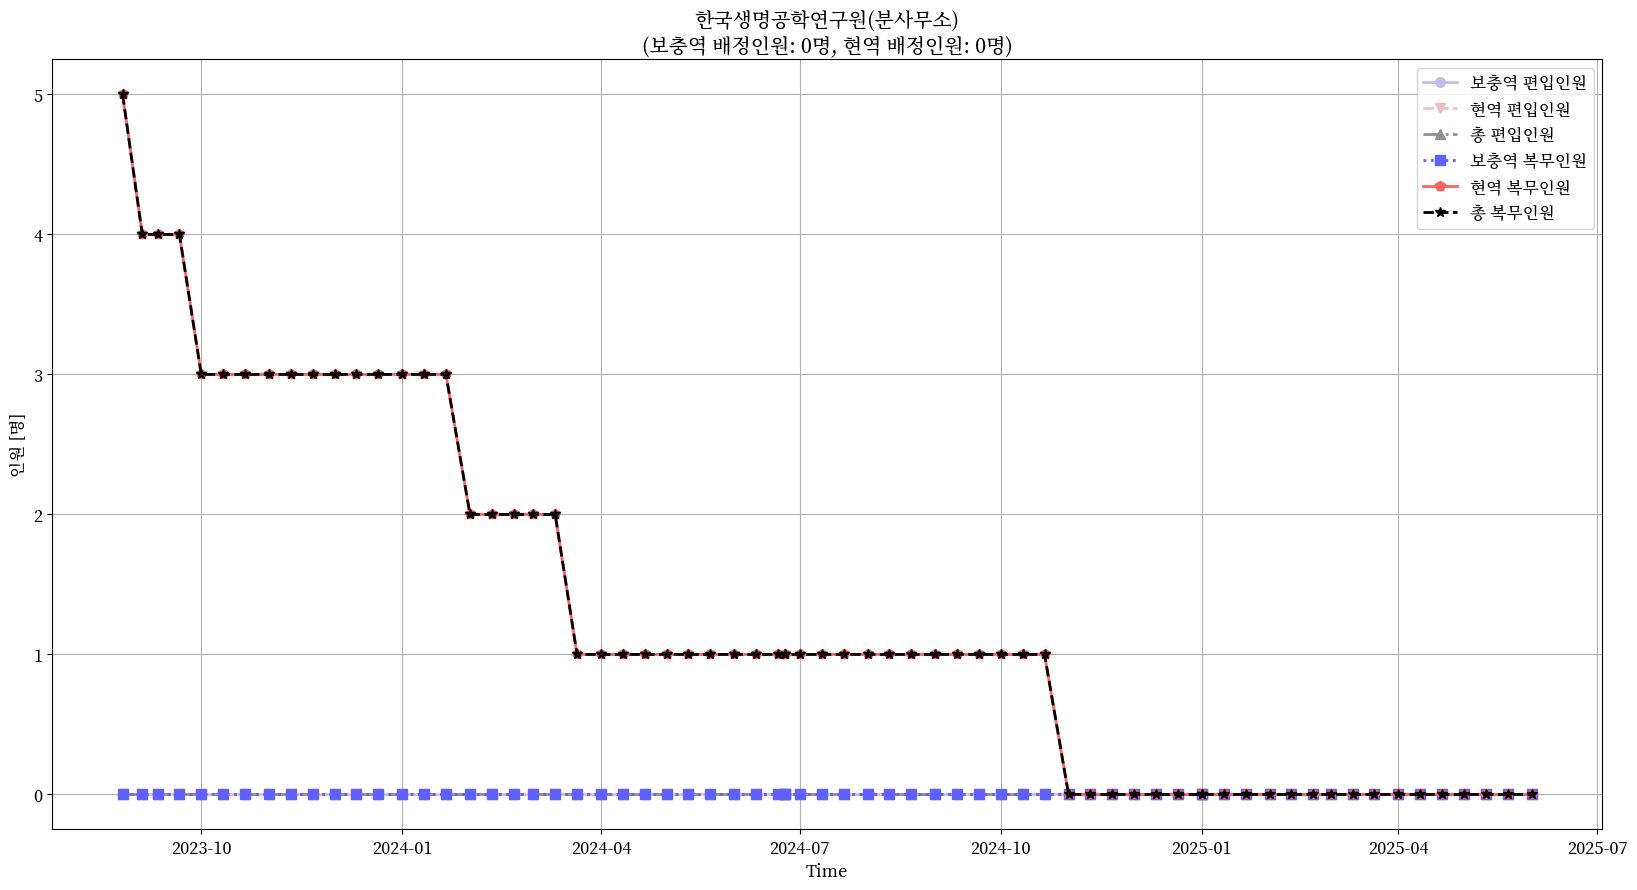 한국생명공학연구원(분사무소)
(보충역 배정인원: 0명, 현역 배정인원: 0명)
보충역 편입인원
현역 편입인원
총 편입인원
보충역 복무인원
현역 복무인원
총 복무인원
인원 [명]
5
4
3
2
1
0
2023-10
2024-01
2024-04
2024-07
2024-10
2025-01
2025-04
2025-07
Time